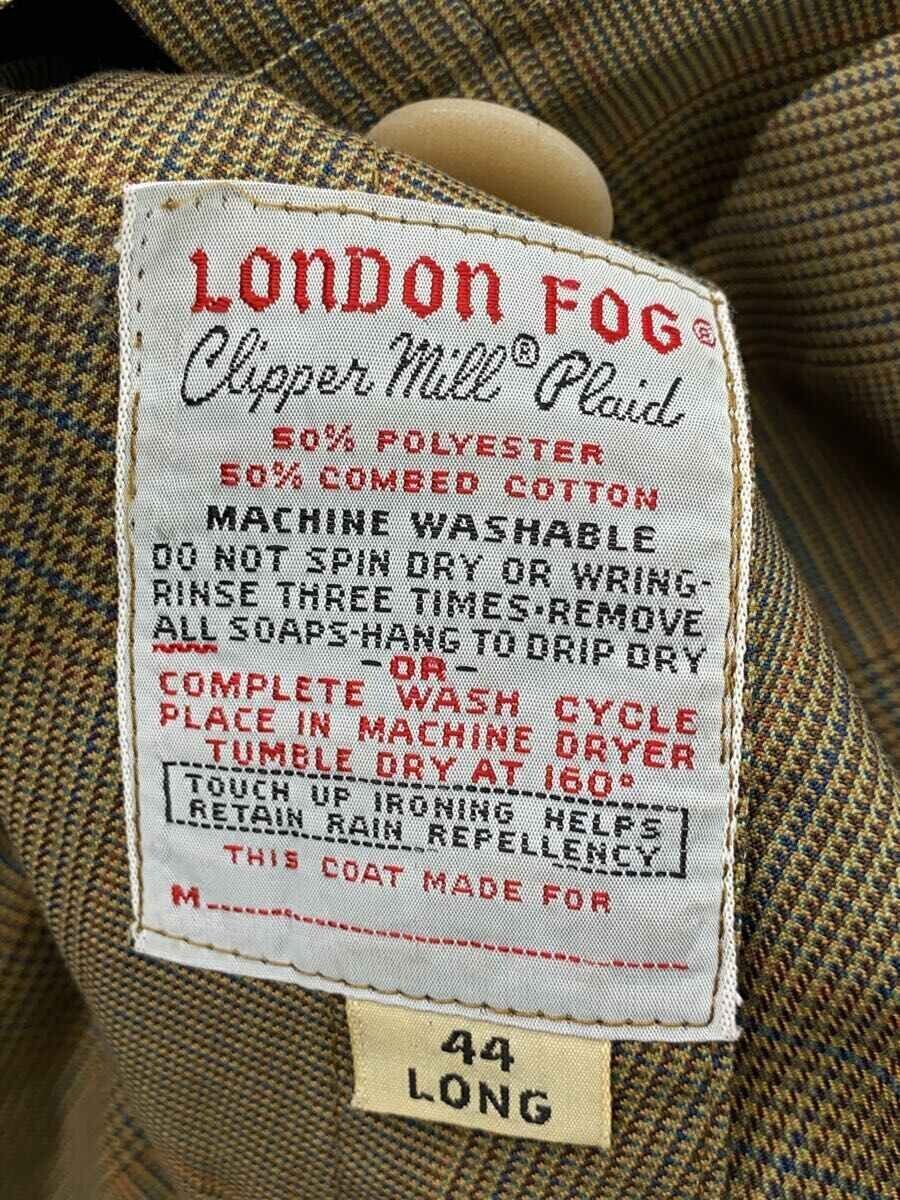 LONDON FOG®
Clipper Mill® Plaid
50% POLYESTER
50% COMBED COTTON
MACHINE WASHABLE
DO NOT SPIN DRY OR WRING-
RINSE THREE TIMES·REMOVE
ALL SOAPS-HANG TO DRIP DRY
-OR-
COMPLETE WASH CYCLE
PLACE IN MACHINE DRYER
TUMBLE DRY AT 160°
TOUCH UP IRONING HELPS
RETAIN RAIN REPELLENCY
THIS COAT MADE FOR
M
44
LONG